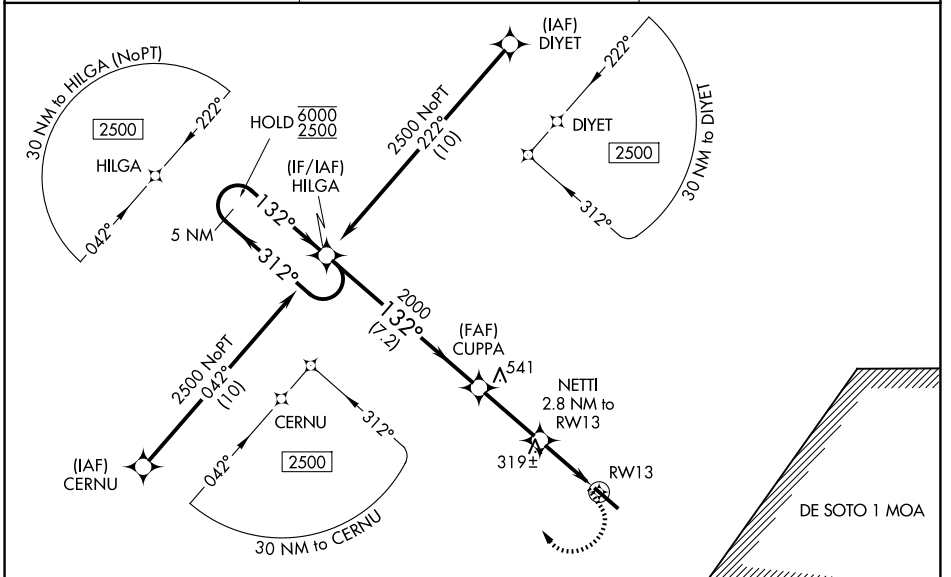 30 NM to HILGA (NoPT)
2500
222°
HILGA
042°
HOLD 6000
2500
(IF/IAF)
HILGA
132°
312°
5 NM
(IAF)
DIYET
2500 NoPT
222°
(10)
222°
DIYET
2500
312°
30 NM to DIYET
2000
132°
(7.2)
(FAF)
CUPPA
541
NETTI
2.8 NM to
RW13
319±
RW13
2500 NoPT
042°
(10)
(IAF)
CERNU
CERNU
042°
312°
2500
30 NM to CERNU
DE SOTO 1 MOA